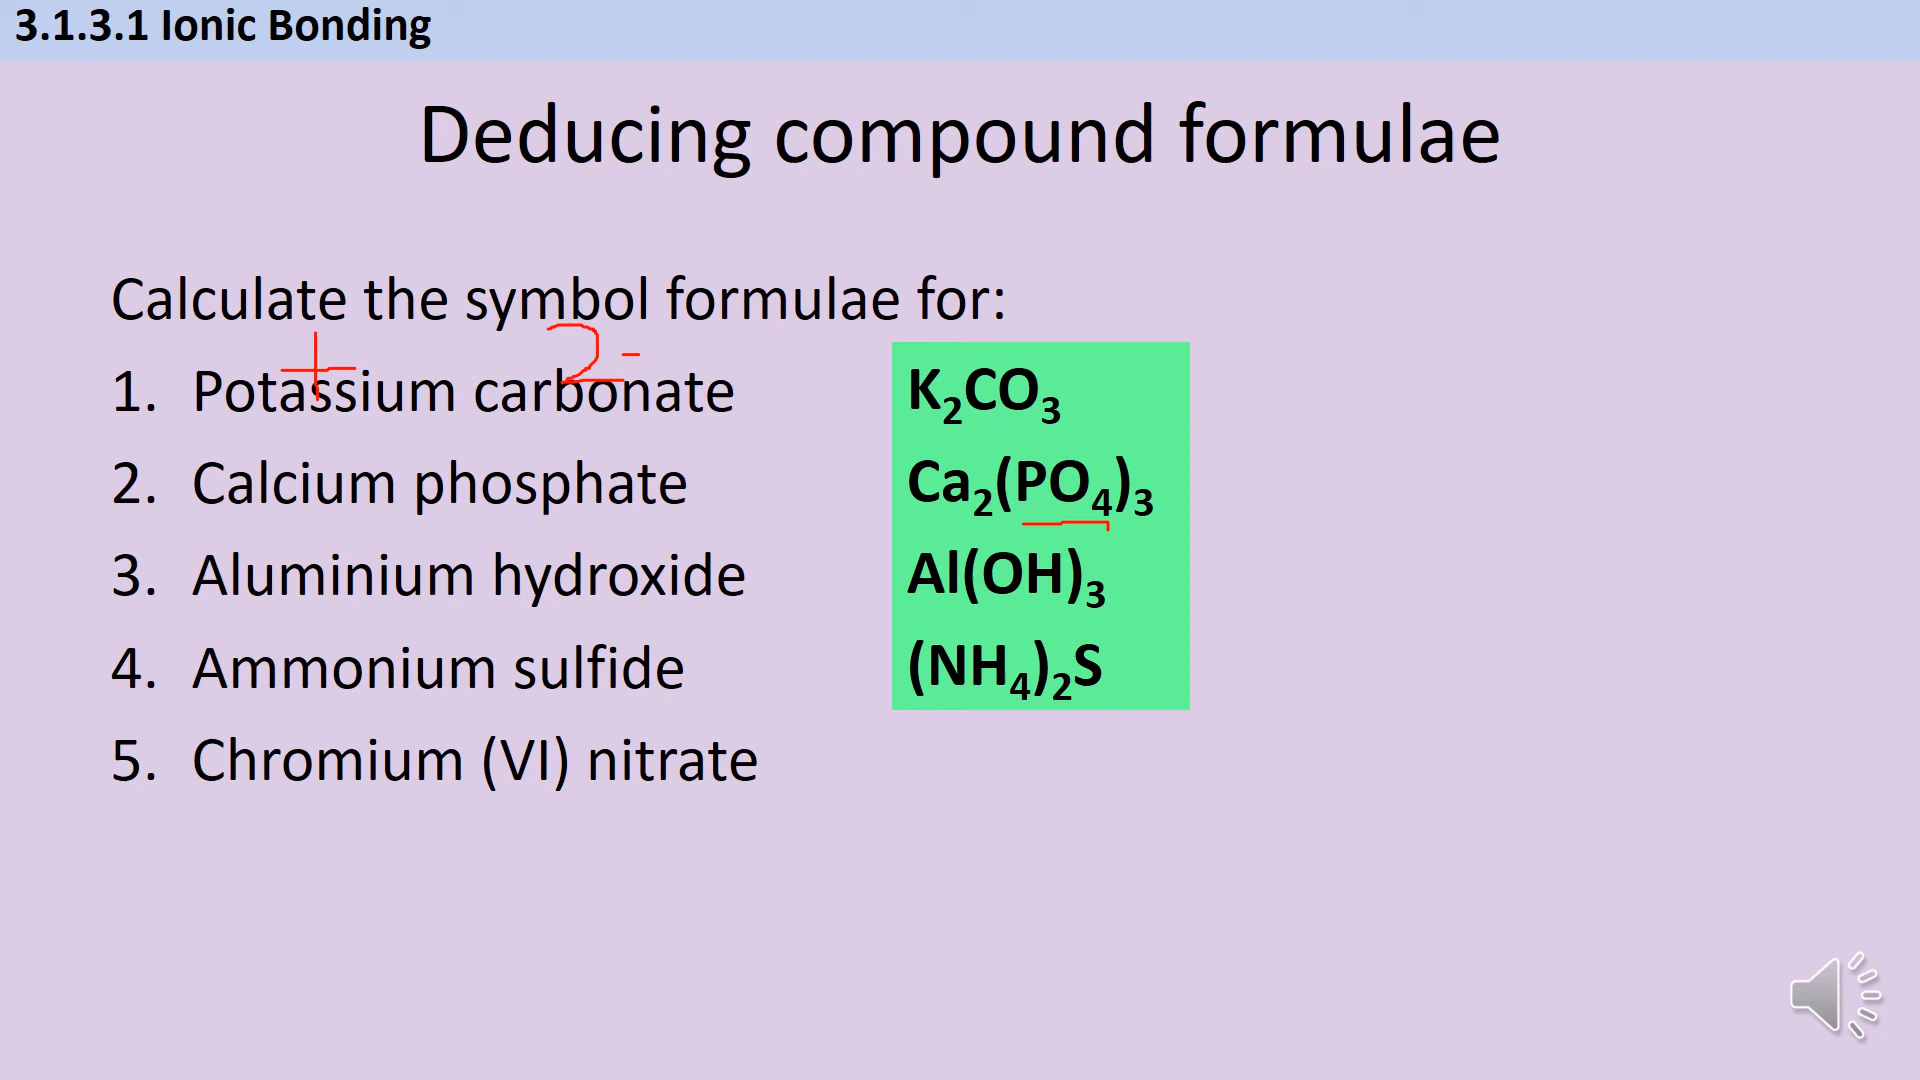 3.1.3.1 Ionic Bonding
Deducing compound formulae
Calculate the symbol formulae for:
+ 2-
1. Potassium carbonate K₂CO₃
2. Calcium phosphate Ca₂(PO₄)₃
3. Aluminium hydroxide Al(OH)₃
4. Ammonium sulfide (NH₄)₂S
5. Chromium (VI) nitrate